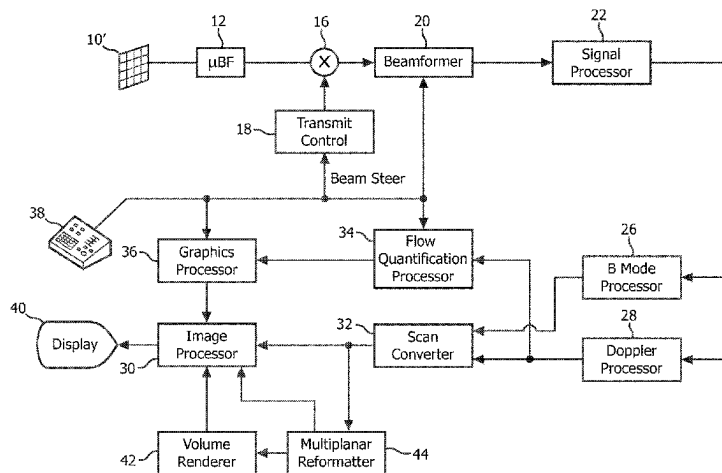 10'
12
μBF
16
X
20
Beamformer
22
Signal
Processor
18
Transmit
Control
Beam Steer
38
36
Graphics
Processor
34
Flow
Quantification
Processor
26
B Mode
Processor
40
Display
Image
Processor
30
32
Scan
Converter
28
Doppler
Processor
42
Volume
Renderer
Multiplanar
Reformatter
44